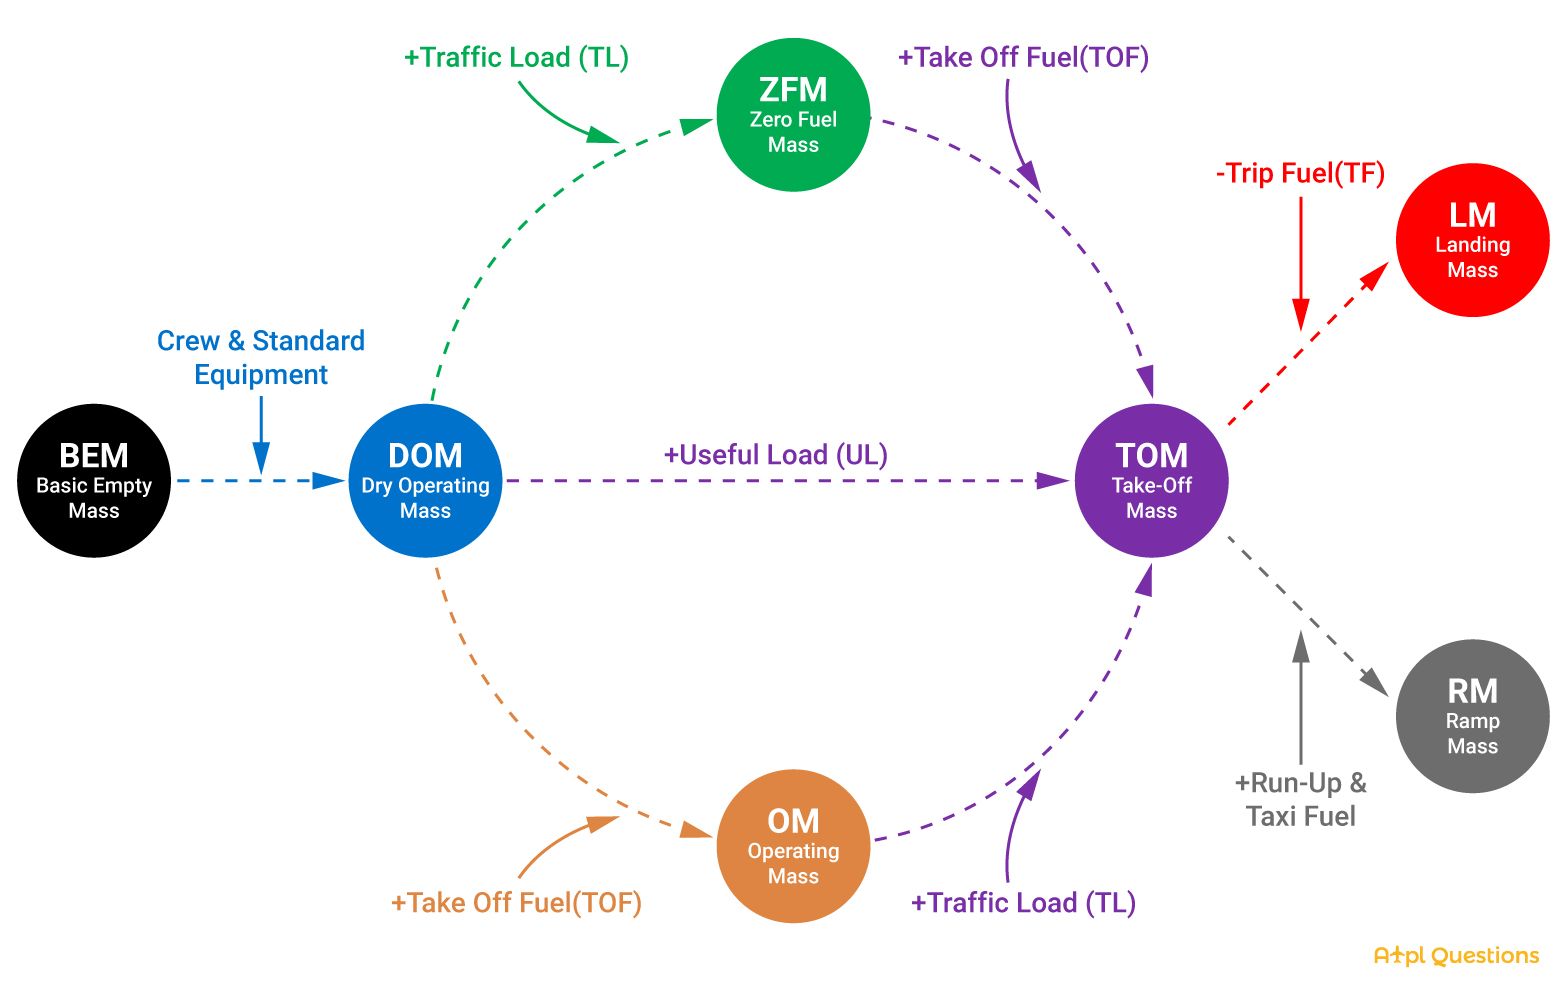 +Traffic Load (TL)
ZFM
Zero Fuel
Mass
+Take Off Fuel(TOF)
-Trip Fuel(TF)
LM
Landing
Mass
Crew & Standard
Equipment
BEM
Basic Empty
Mass
DOM
Dry Operating
Mass
+Useful Load (UL)
TOM
Take-Off
Mass
RM
Ramp
Mass
+Run-Up &
Taxi Fuel
OM
Operating
Mass
+Take Off Fuel(TOF)
+Traffic Load (TL)
Atpl Questions